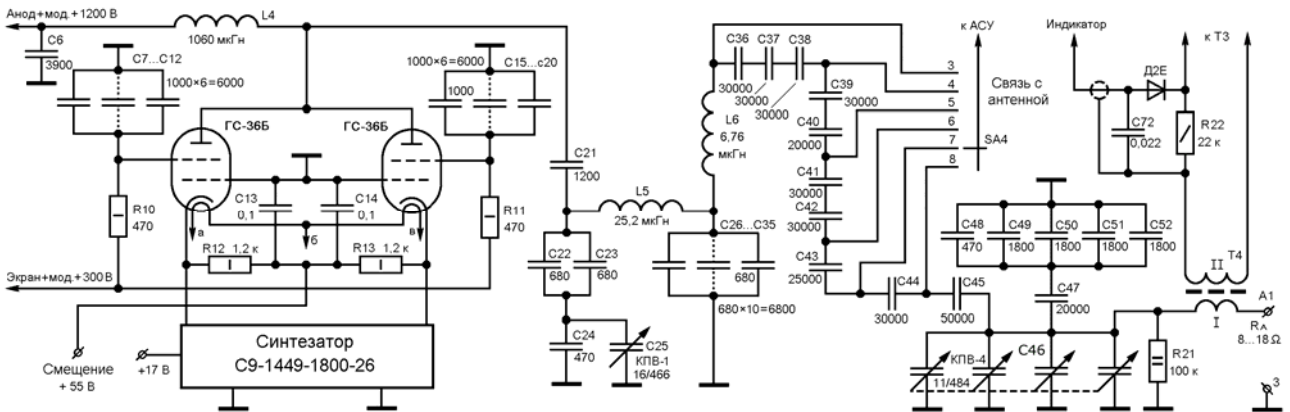 Анод+мод.+1200 В
L4
1060 мкГн
C6
3900
C7...C12
1000×6=6000
1000×6=6000
C15...c20
1000
ГС-36Б
ГС-36Б
R10
470
C13
0,1
C14
0,1
R11
470
а
б
в
R12 1,2 к
R13 1,2 к
Экран+мод.+300 В
Смещение
+ 55 В
+17 В
Синтезатор
С9-1449-1800-26
C21
1200
L5
25,2 мкГн
C22
680
C23
680
C24
470
C25
КПВ-1
16/466
C26...C35
680
680×10=6800
L6
6,76
мкГн
C36
30000
C37
30000
C38
30000
C39
30000
C40
20000
C41
30000
C42
30000
C43
25000
C44
30000
C45
50000
к АСУ
3
4
5
6
7
8
Связь с
антенной
SA4
Индикатор
к Т3
Д2Е
C72
0,022
R22
22 к
C48
470
C49
1800
C50
1800
C51
1800
C52
1800
C47
20000
КПВ-4
11/484
C46
R21
100 к
II
T4
I
A1
RА
8...18 Ω
3